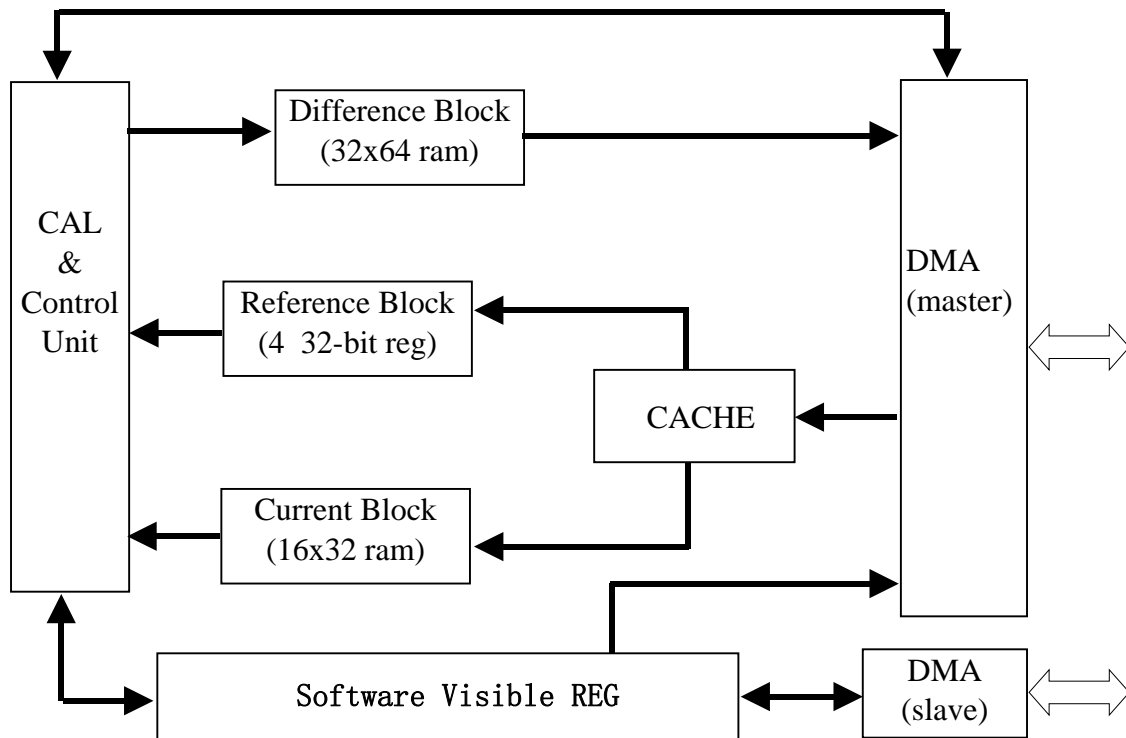 Difference Block
(32x64 ram)
CAL
&
Control
Unit
DMA
(master)
Reference Block
(4 32-bit reg)
CACHE
Current Block
(16x32 ram)
Software Visible REG
DMA
(slave)